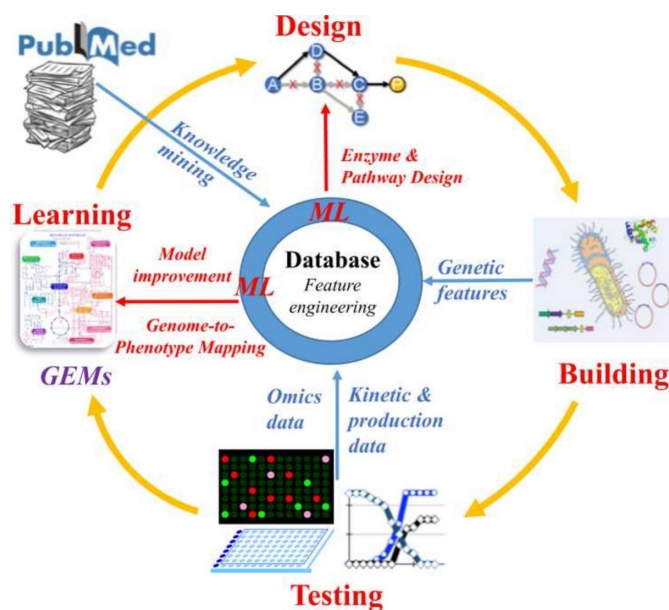 Design
PubMed
A
D
B
C
P
E
X
X
X
X
X
Knowledge
mining
Enzyme &
Pathway Design
Learning
ML
Database
Feature
engineering
ML
Model
improvement
Genome-to-
Phenotype Mapping
GEMs
Genetic
features
Building
Omics
data
Kinetic &
production
data
Testing